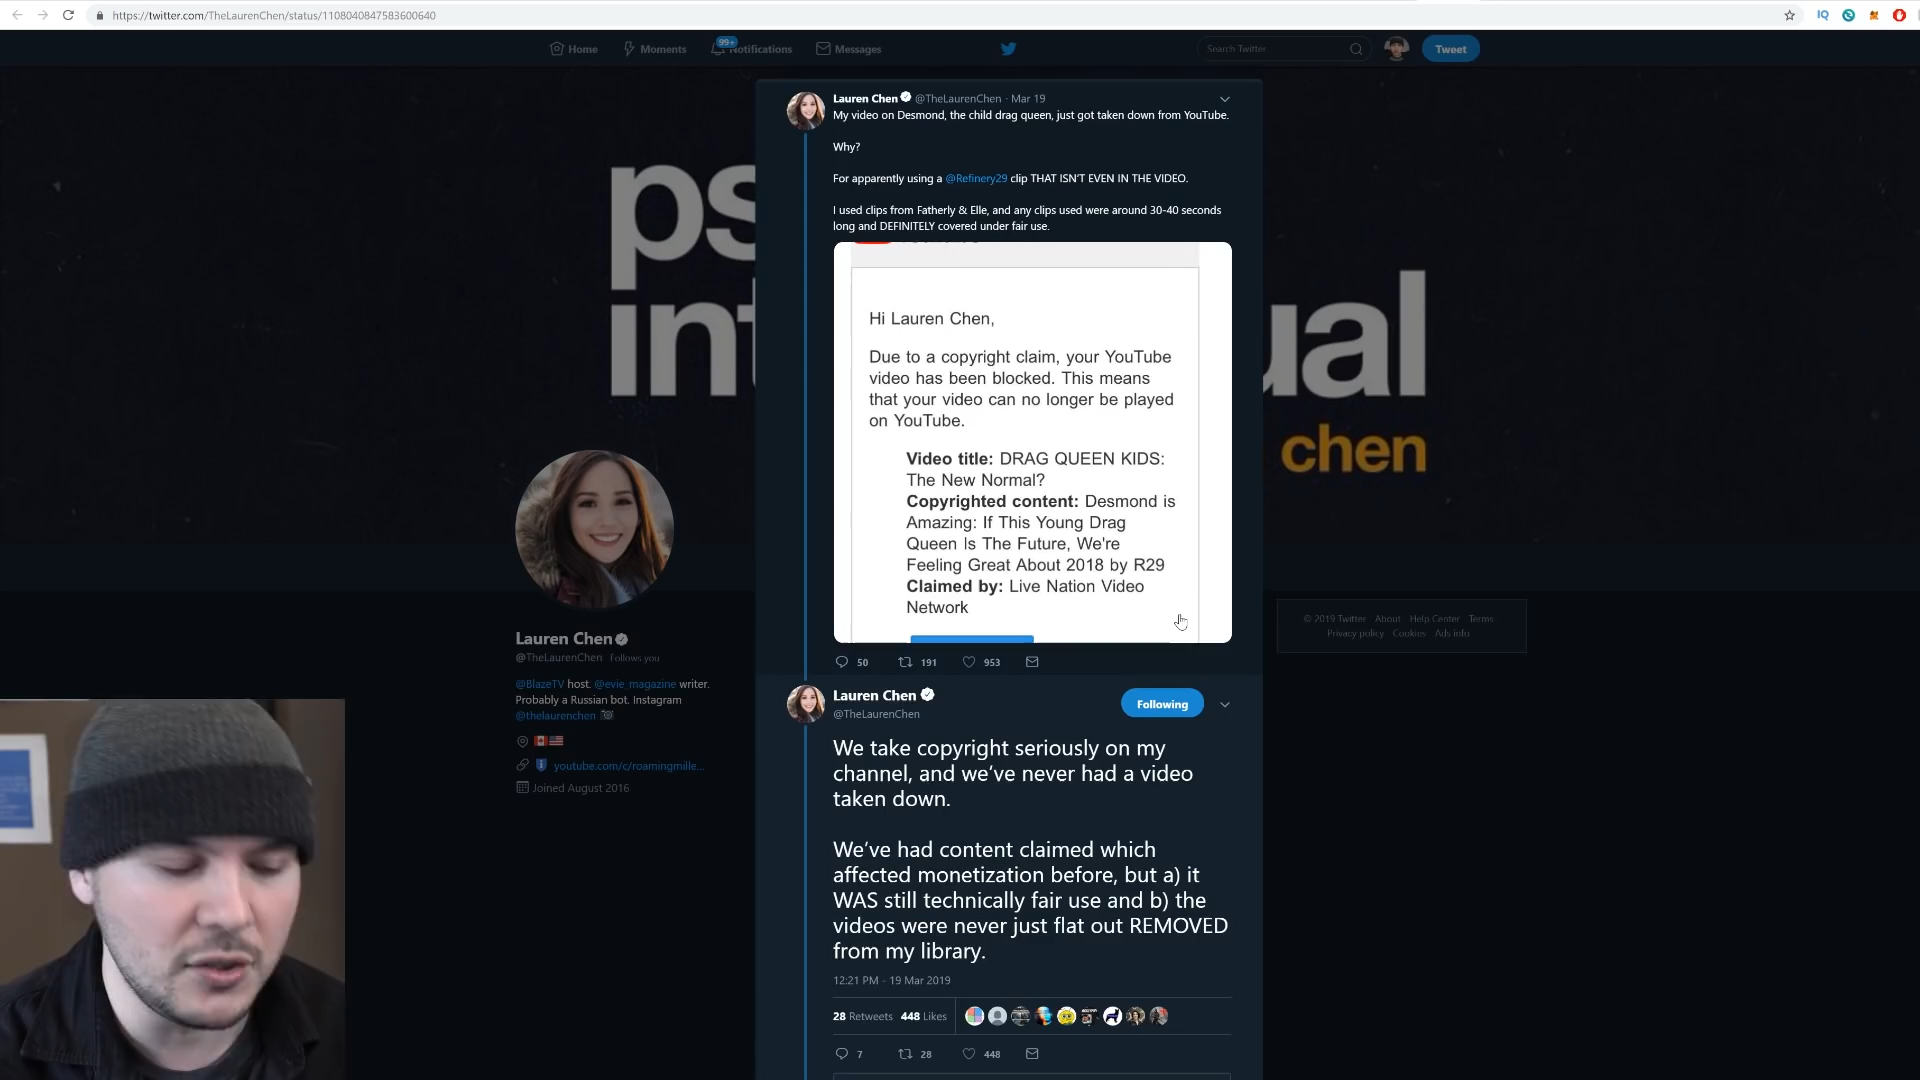 https://twitter.com/TheLaurenChen/status/1108040847583600640
Home
Moments
99+
Notifications
Messages
Search Twitter
Tweet
Lauren Chen @TheLaurenChen · Mar 19
My video on Desmond, the child drag queen, just got taken down from YouTube.
Why?
For apparently using a @Refinery29 clip THAT ISN'T EVEN IN THE VIDEO.
I used clips from Fatherly & Elle, and any clips used were around 30-40 seconds
long and DEFINITELY covered under fair use.
Hi Lauren Chen,
Due to a copyright claim, your YouTube
video has been blocked. This means
that your video can no longer be played
on YouTube.
Video title: DRAG QUEEN KIDS:
The New Normal?
Copyrighted content: Desmond is
Amazing: If This Young Drag
Queen Is The Future, We're
Feeling Great About 2018 by R29
Claimed by: Live Nation Video
Network
50 191 953
ps
int
ual
chen
Lauren Chen
@TheLaurenChen Follows you
@BlazeTV host. @evie_magazine writer.
Probably a Russian bot. Instagram
@thelaurenchen
youtube.com/c/roamingmille...
Joined August 2016
Lauren Chen
@TheLaurenChen
Following
We take copyright seriously on my
channel, and we've never had a video
taken down.
We've had content claimed which
affected monetization before, but a) it
WAS still technically fair use and b) the
videos were never just flat out REMOVED
from my library.
12:21 PM - 19 Mar 2019
28 Retweets 448 Likes
7 28 448
© 2019 Twitter About Help Center Terms
Privacy policy Cookies Ads info
IQ